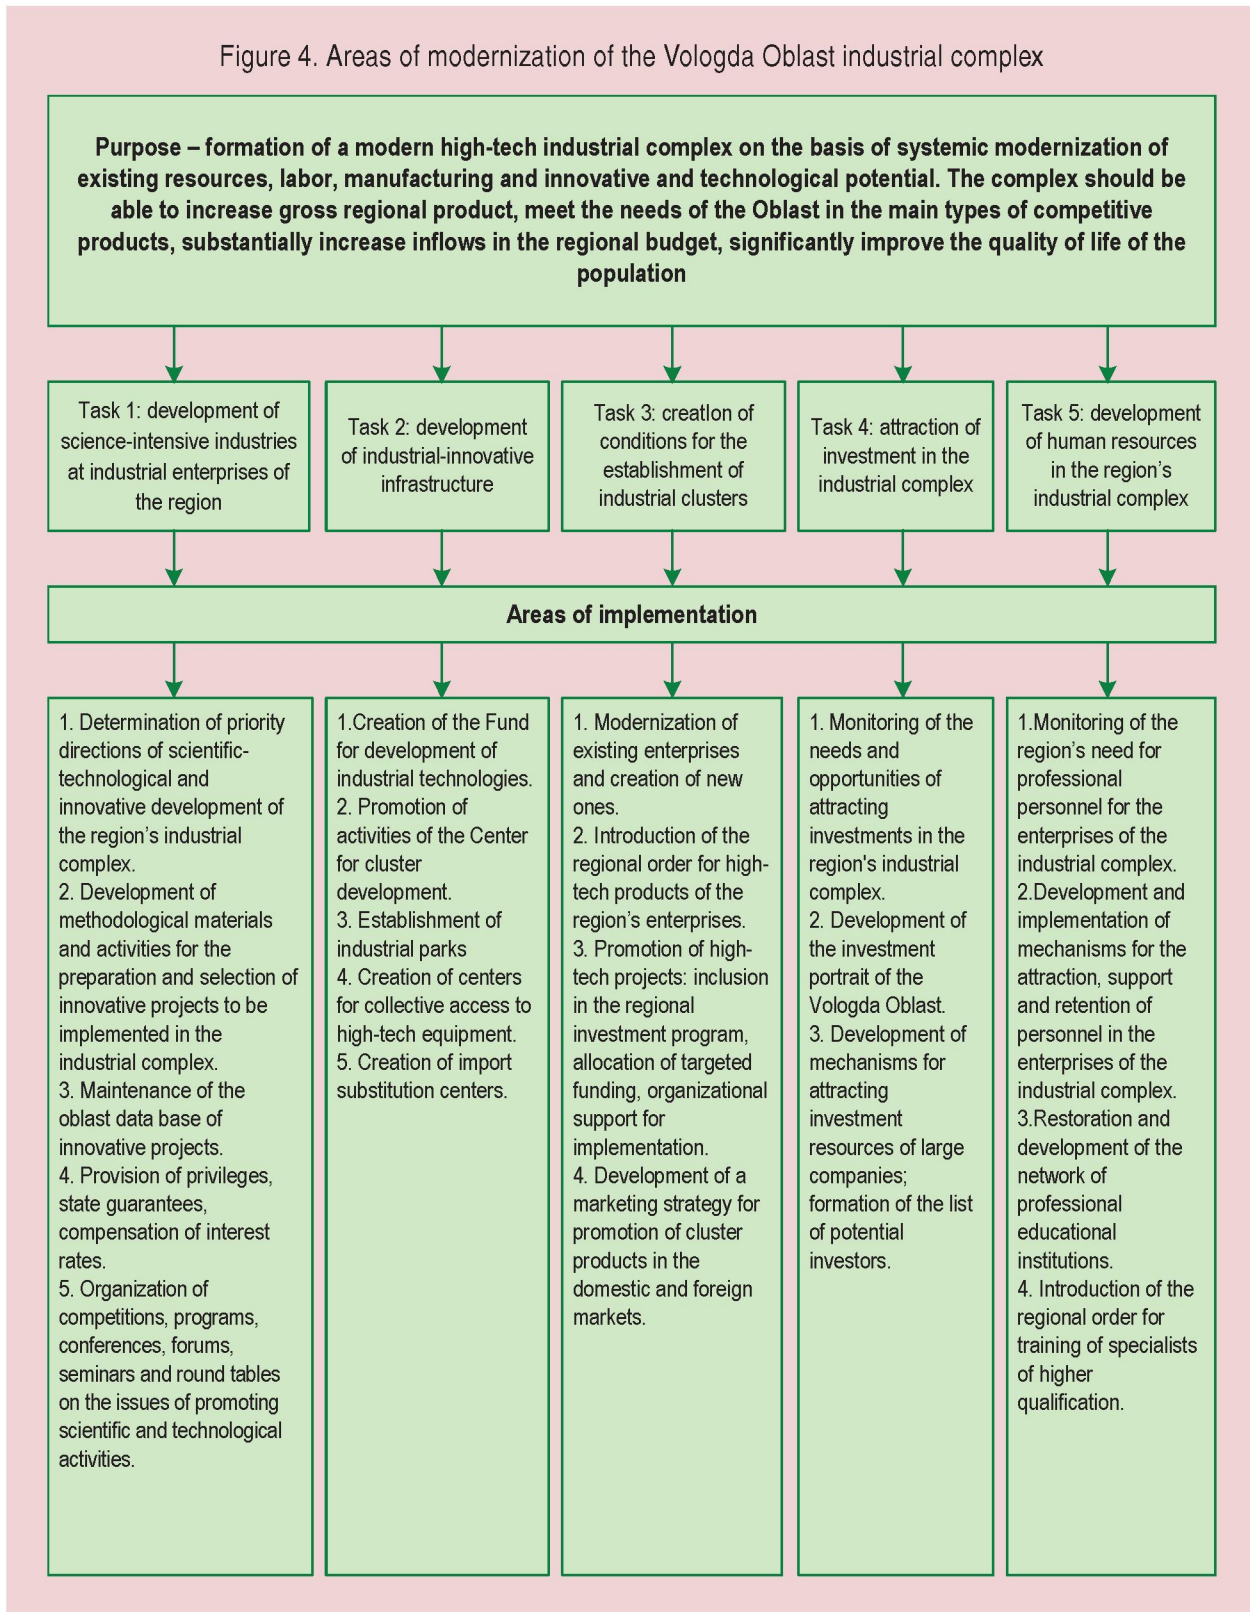 Figure 4. Areas of modernization of the Vologda Oblast industrial complex
Purpose – formation of a modern high-tech industrial complex on the basis of systemic modernization of
existing resources, labor, manufacturing and innovative and technological potential. The complex should be
able to increase gross regional product, meet the needs of the Oblast in the main types of competitive
products, substantially increase inflows in the regional budget, significantly improve the quality of life of the
population
Task 1: development of
science-intensive industries
at industrial enterprises of
the region
Task 2: development
of industrial-innovative
infrastructure
Task 3: creation of
conditions for the
establishment of
industrial clusters
Task 4: attraction of
investment in the
industrial complex
Task 5: development
of human resources
in the region’s
industrial complex
Areas of implementation
1. Determination of priority
directions of scientific-
technological and
innovative development of
the region’s industrial
complex.
2. Development of
methodological materials
and activities for the
preparation and selection of
innovative projects to be
implemented in the
industrial complex.
3. Maintenance of the
oblast data base of
innovative projects.
4. Provision of privileges,
state guarantees,
compensation of interest
rates.
5. Organization of
competitions, programs,
conferences, forums,
seminars and round tables
on the issues of promoting
scientific and technological
activities.
1.Creation of the Fund
for development of
industrial technologies.
2. Promotion of
activities of the Center
for cluster
development.
3. Establishment of
industrial parks
4. Creation of centers
for collective access to
high-tech equipment.
5. Creation of import
substitution centers.
1. Modernization of
existing enterprises
and creation of new
ones.
2. Introduction of the
regional order for high-
tech products of the
region’s enterprises.
3. Promotion of high-
tech projects: inclusion
in the regional
investment program,
allocation of targeted
funding, organizational
support for
implementation.
4. Development of a
marketing strategy for
promotion of cluster
products in the
domestic and foreign
markets.
1. Monitoring of the
needs and
opportunities of
attracting
investments in the
region's industrial
complex.
2. Development of
the investment
portrait of the
Vologda Oblast.
3. Development of
mechanisms for
attracting
investment
resources of large
companies;
formation of the list
of potential
investors.
1.Monitoring of the
region’s need for
professional
personnel for the
enterprises of the
industrial complex.
2.Development and
implementation of
mechanisms for the
attraction, support
and retention of
personnel in the
enterprises of the
industrial complex.
3.Restoration and
development of the
network of
professional
educational
institutions.
4. Introduction of the
regional order for
training of specialists
of higher
qualification.